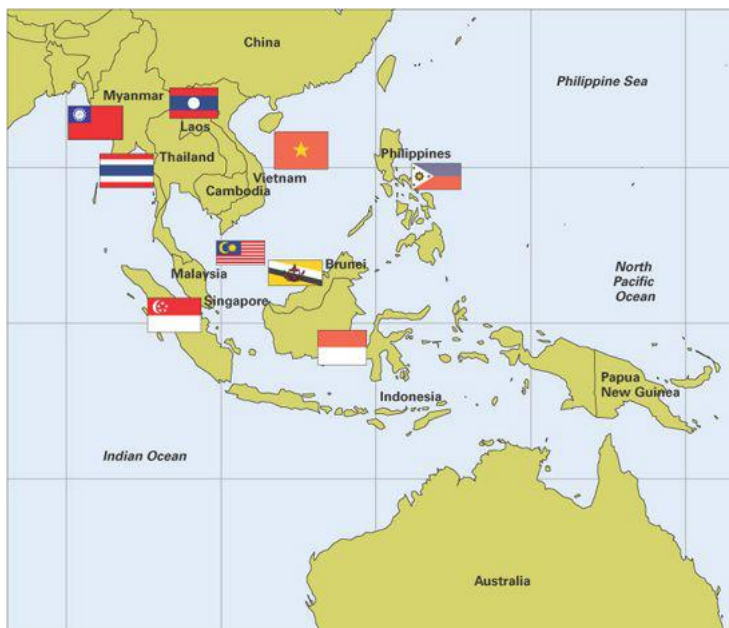 China
Philippine Sea
Myanmar
Laos
Thailand
Philippines
Vietnam
Cambodia
Malaysia
Brunei
North
Pacific
Ocean
Singapore
Papua
New Guinea
Indonesia
Indian Ocean
Australia